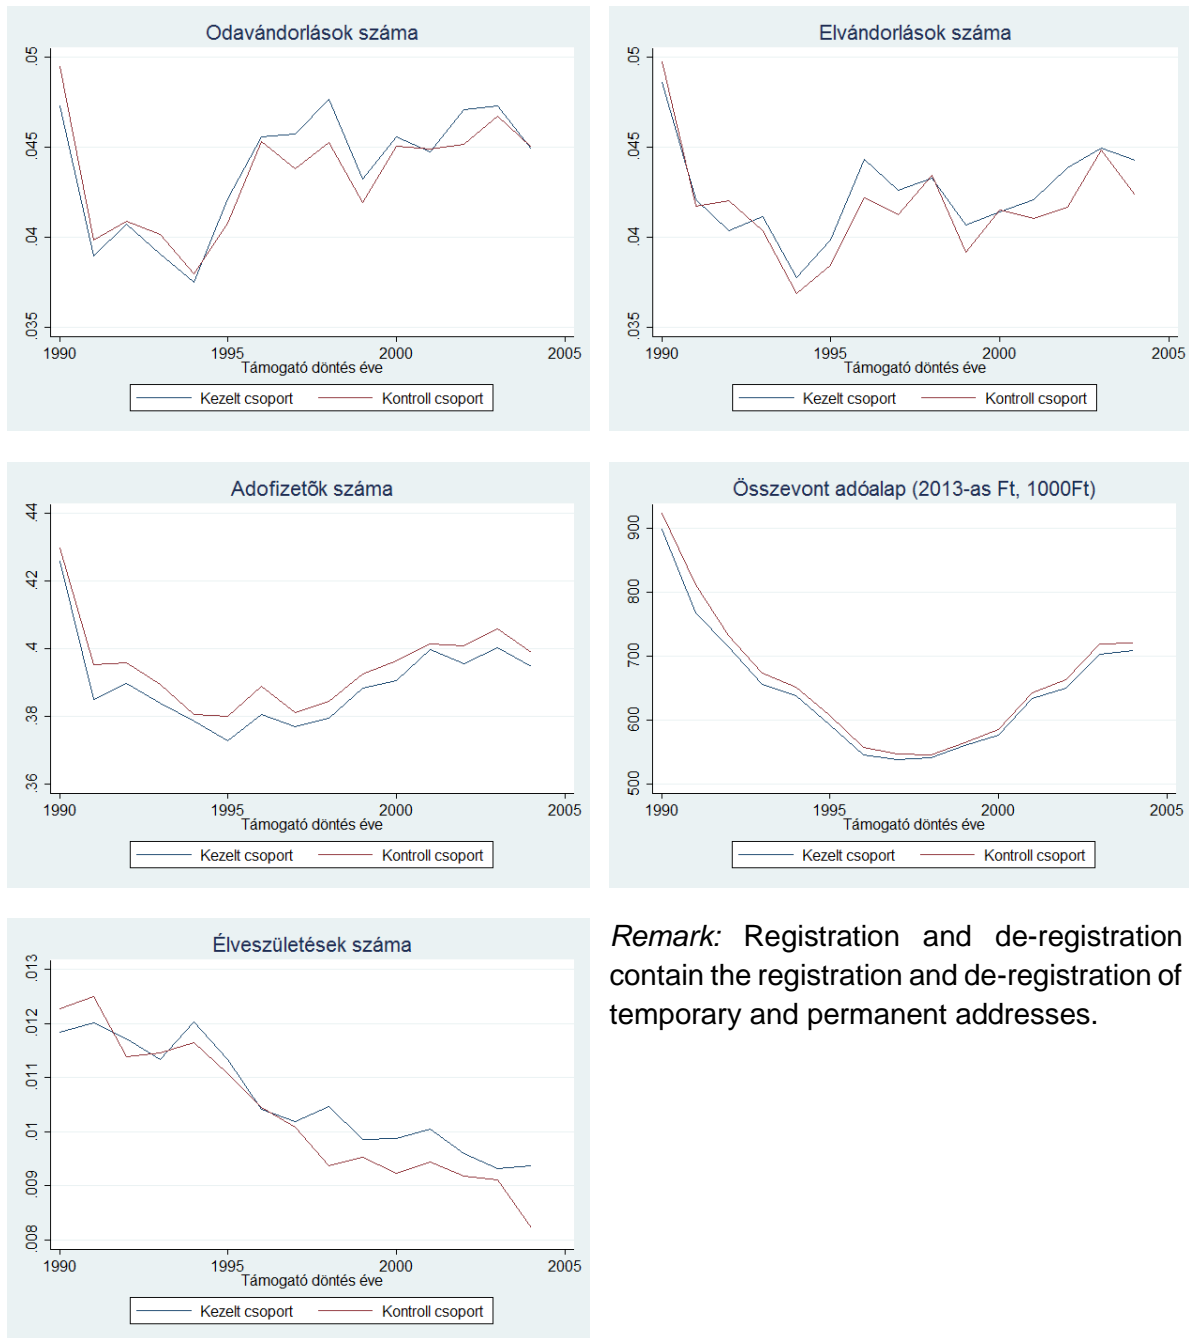 Odavándorlások száma
.05
.045
.04
.035
1990
1995
2000
2005
Támogató döntés éve
Kezelt csoport
Kontroll csoport
Elvándorlások száma
.05
.045
.04
.035
1990
1995
2000
2005
Támogató döntés éve
Kezelt csoport
Kontroll csoport
Adofizetõk száma
.44
.42
.4
.38
.36
1990
1995
2000
2005
Támogató döntés éve
Kezelt csoport
Kontroll csoport
Összevont adóalap (2013-as Ft, 1000Ft)
900
800
700
600
500
1990
1995
2000
2005
Támogató döntés éve
Kezelt csoport
Kontroll csoport
Élveszületések száma
.013
.012
.011
.01
.009
.008
1990
1995
2000
2005
Támogató döntés éve
Kezelt csoport
Kontroll csoport
Remark: Registration and de-registration
contain the registration and de-registration of
temporary and permanent addresses.